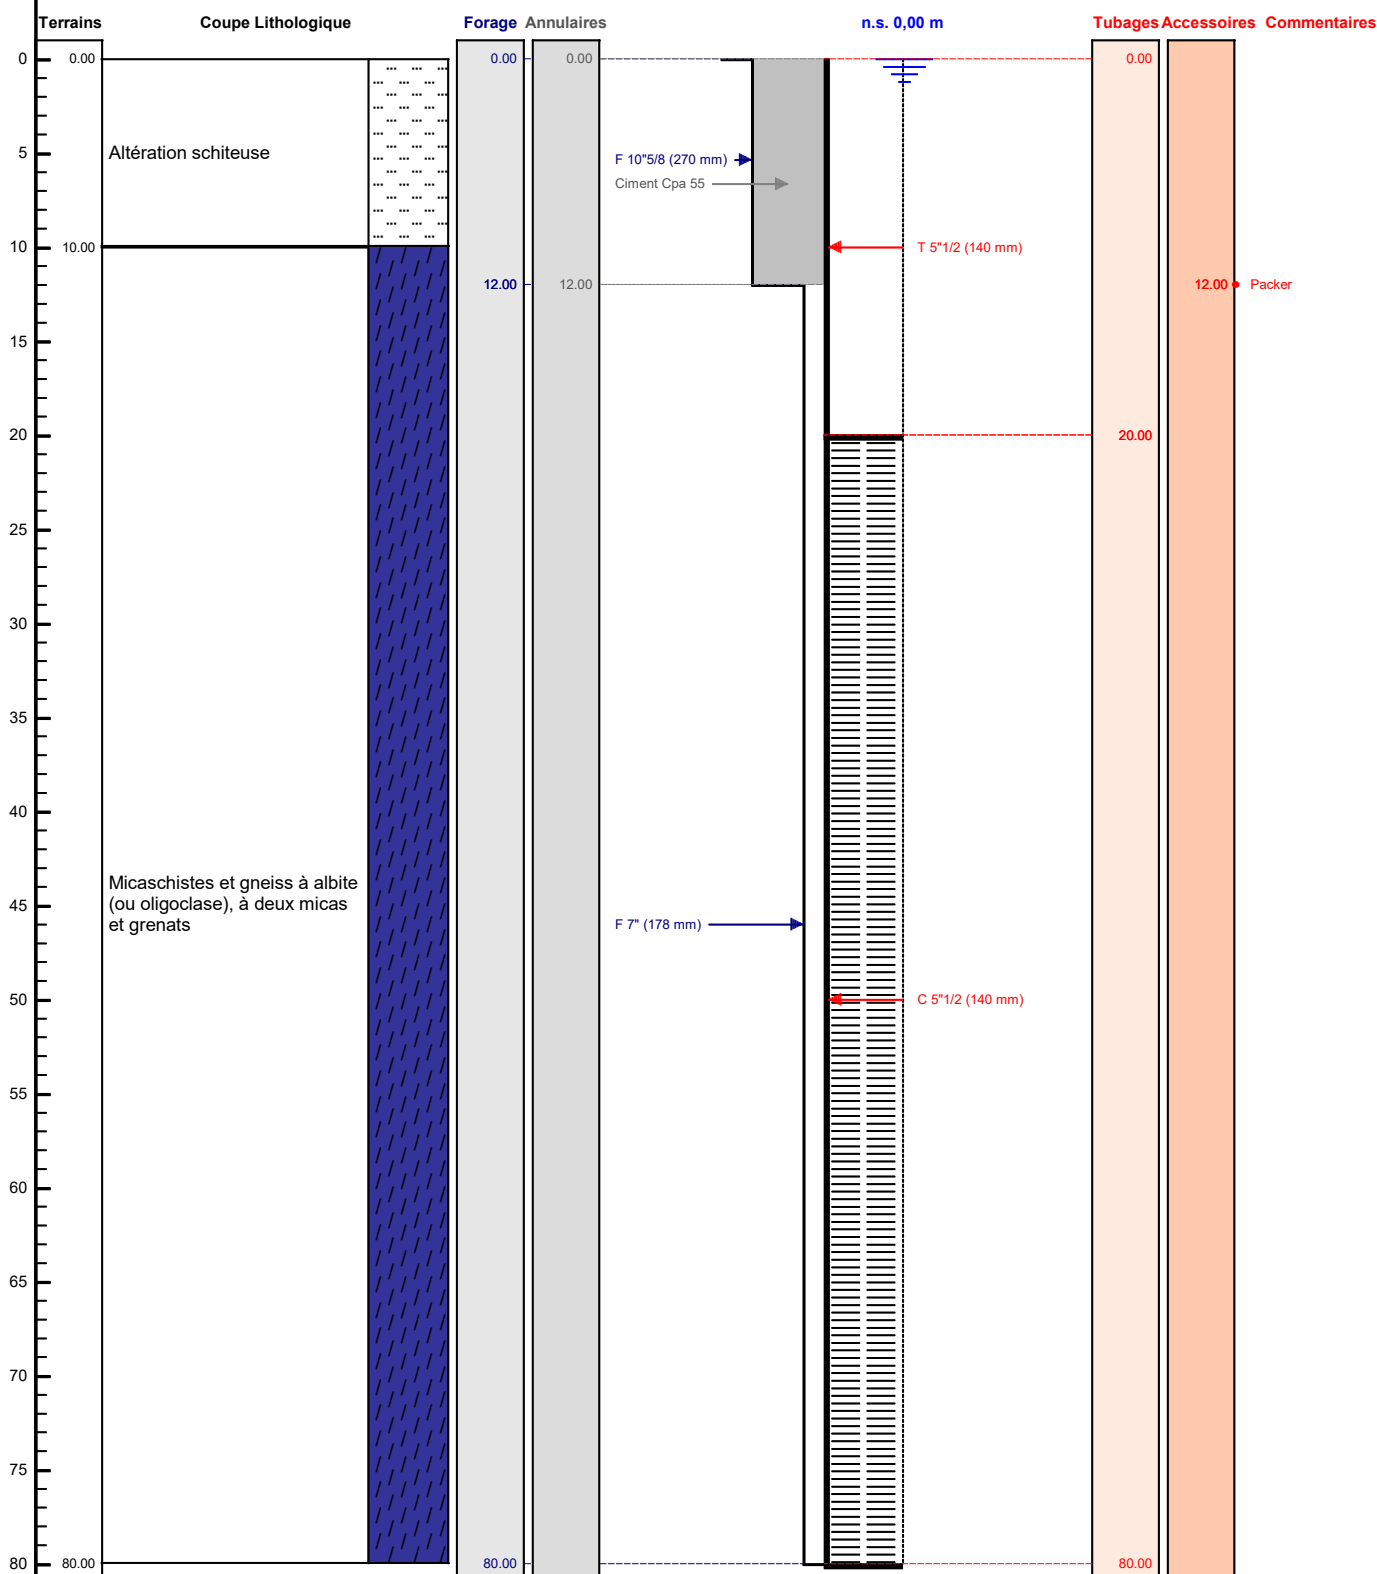 Terrains Coupe Lithologique Forage Annulaires n.s. 0,00 m Tubages Accessoires Commentaires
0 0.00 0.00 0.00 0.00
5 Altération schiteuse F 10"5/8 (270 mm)
Ciment Cpa 55
10 10.00 T 5"1/2 (140 mm)
12.00 12.00 12.00 Packer
15
20 20.00
25
30
35
40
Micaschistes et gneiss à albite
45 (ou oligoclase), à deux micas
et grenats F 7" (178 mm)
50 C 5"1/2 (140 mm)
55
60
65
70
75
80 80.00 80.00 80.00